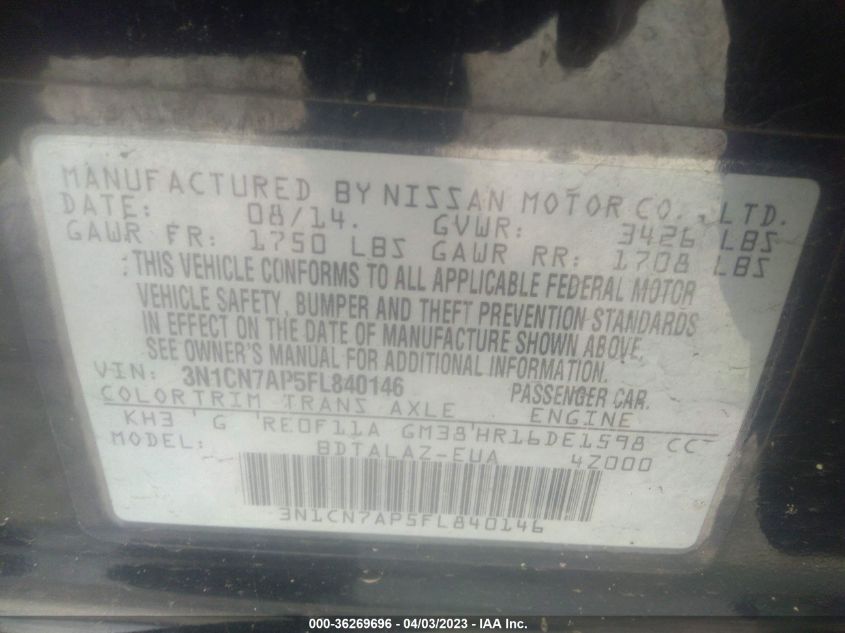 MANUFACTURED BY NISSAN MOTOR CO., LTD.
DATE: 08/14. GVWR: 3426 LBS
GAWR FR: 1750 LBS GAWR RR: 1708 LBS
THIS VEHICLE CONFORMS TO ALL APPLICABLE FEDERAL MOTOR
VEHICLE SAFETY, BUMPER AND THEFT PREVENTION STANDARDS
IN EFFECT ON THE DATE OF MANUFACTURE SHOWN ABOVE.
SEE OWNER'S MANUAL FOR ADDITIONAL INFORMATION.
VIN: 3N1CN7AP5FL840146 PASSENGER CAR.
COLOR TRIM TRANS AXLE ENGINE
KH3 G RE0F11A GM38 HR16DE1598 CC
MODEL: BDTALAZ-EUA 4Z000
3N1CN7AP5FL840146
000-36269696 - 04/03/2023 - © IAA Inc.